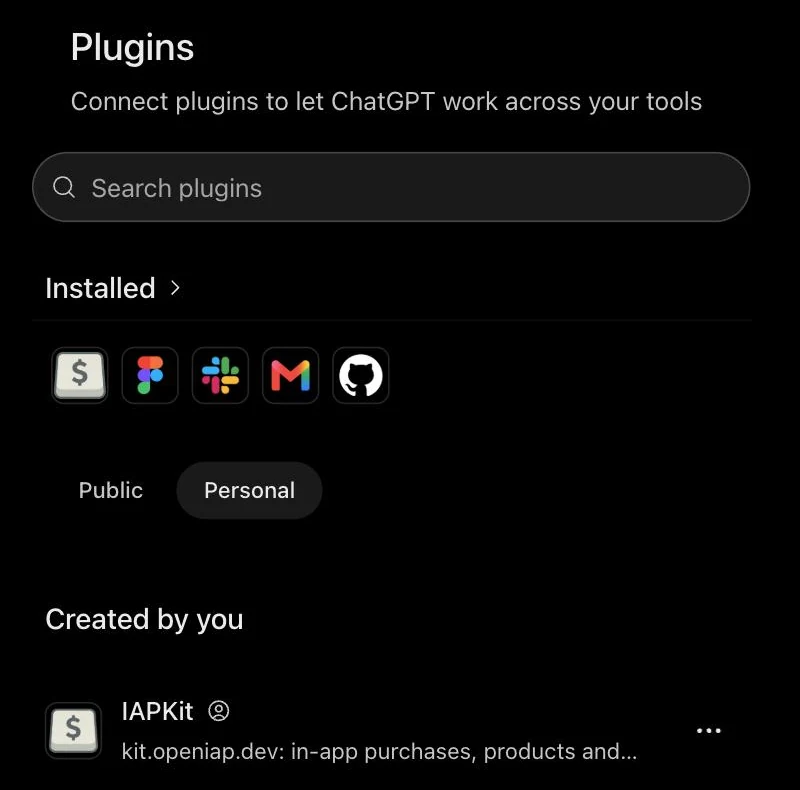 Plugins
Connect plugins to let ChatGPT work across your tools
Search plugins
Installed
$
Public
Personal
Created by you
$
IAPKit
kit.openiap.dev: in-app purchases, products and...